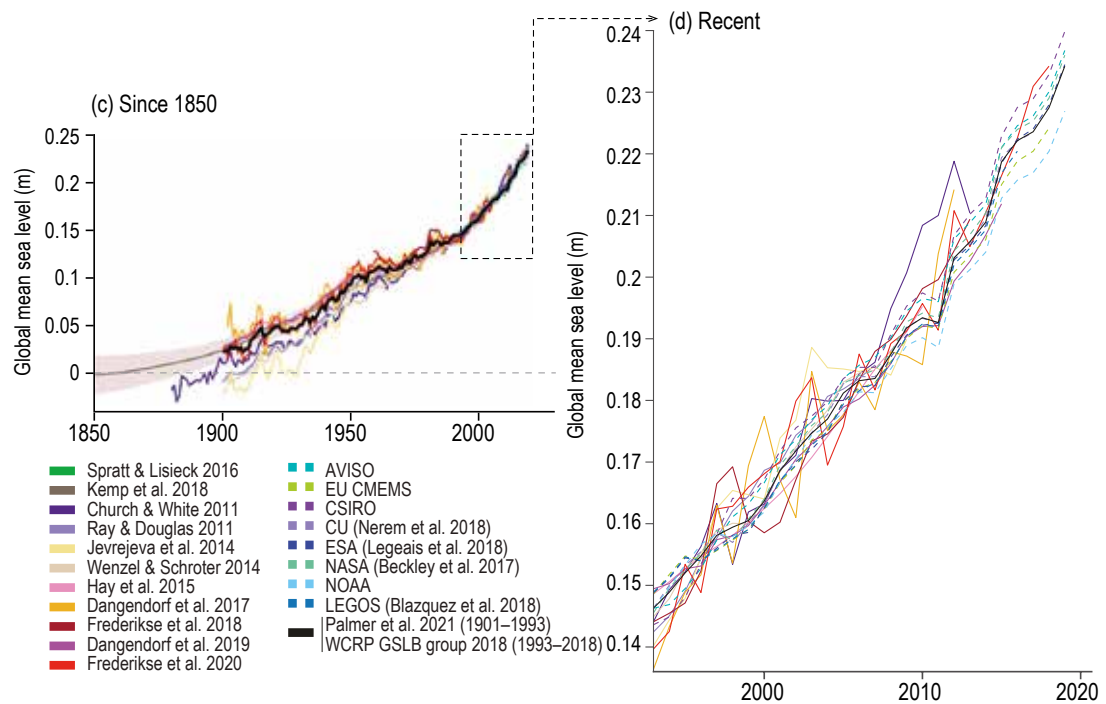 (d) Recent
(c) Since 1850
Global mean sea level (m)
0.25
0.2
0.15
0.1
0.05
0
1850
1900
1950
2000
Global mean sea level (m)
0.24
0.23
0.22
0.21
0.2
0.19
0.18
0.17
0.16
0.15
0.14
2000
2010
2020
Spratt & Lisieck 2016
Kemp et al. 2018
Church & White 2011
Ray & Douglas 2011
Jevrejeva et al. 2014
Wenzel & Schroter 2014
Hay et al. 2015
Dangendorf et al. 2017
Frederikse et al. 2018
Dangendorf et al. 2019
Frederikse et al. 2020
AVISO
EU CMEMS
CSIRO
CU (Nerem et al. 2018)
ESA (Legeais et al. 2018)
NASA (Beckley et al. 2017)
NOAA
LEGOS (Blazquez et al. 2018)
Palmer et al. 2021 (1901–1993)
WCRP GSLB group 2018 (1993–2018)